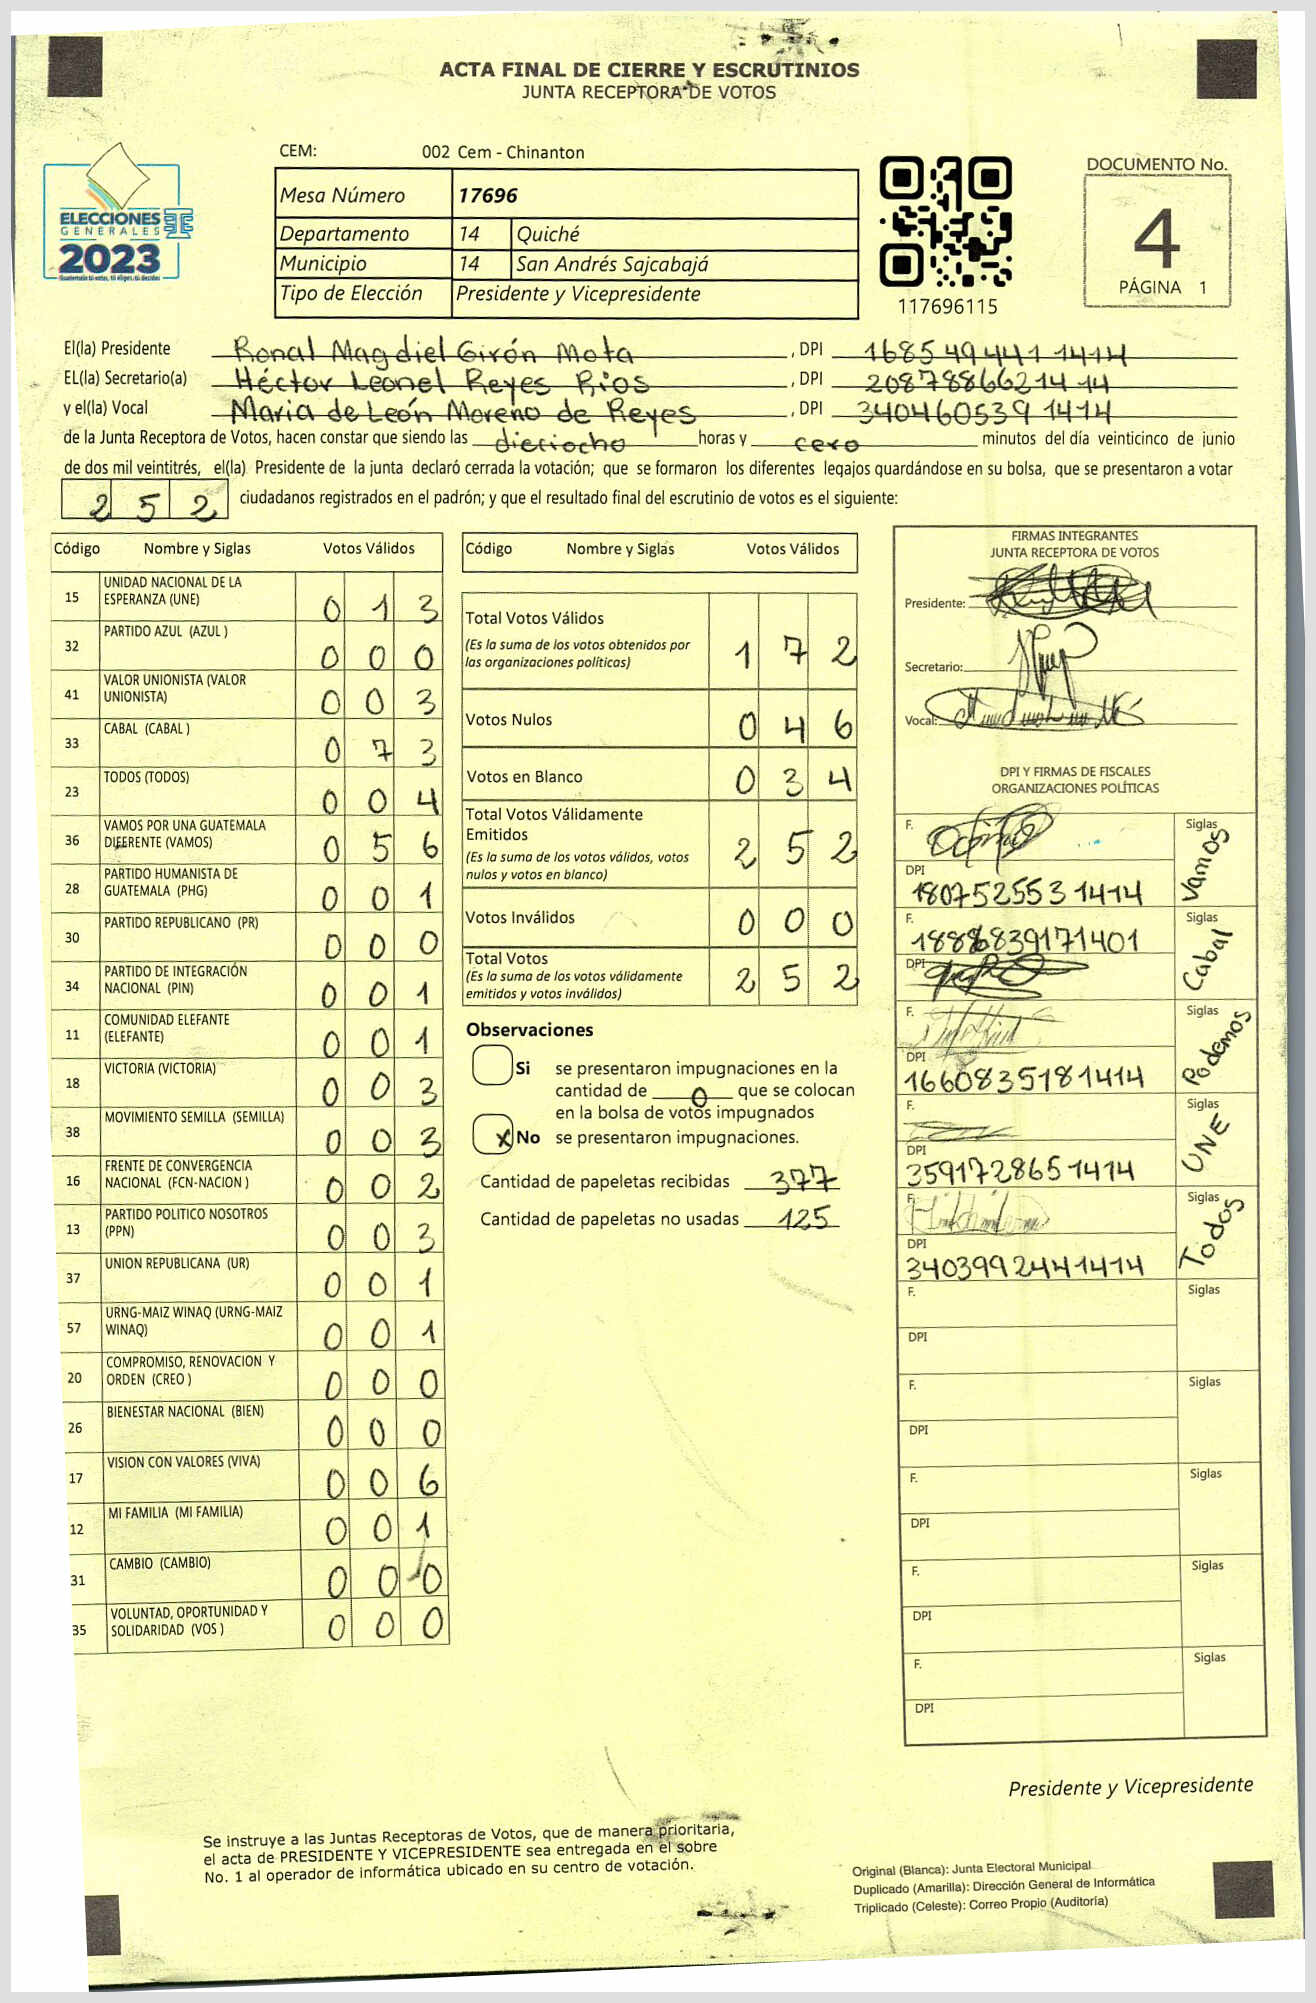 ACTA FINAL DE CIERRE Y ESCRUTINIOS
JUNTA RECEPTORA DE VOTOS
ELECCIONES
GENERALES
2023
CEM: 002 Cem - Chinanton
Mesa Número 17696
Departamento 14 Quiché
Municipio 14 San Andrés Sajcabajá
Tipo de Elección Presidente y Vicepresidente
117696115
DOCUMENTO No.
4
PÁGINA 1
El(la) Presidente Ronal Magdiel Girón Mota , DPI 1685494411414
EL(la) Secretario(a) Héctor Leonel Reyes Rios , DPI 2087886621414
y el(la) Vocal Maria de León Moreno de Reyes , DPI 3404605391414
de la Junta Receptora de Votos, hacen constar que siendo las dieciocho horas y cero minutos del día veinticinco de junio
de dos mil veintitrés, el(la) Presidente de la junta declaró cerrada la votación; que se formaron los diferentes legajos quardándose en su bolsa, que se presentaron a votar
252 ciudadanos registrados en el padrón; y que el resultado final del escrutinio de votos es el siguiente:
Código Nombre y Siglas Votos Válidos
15 UNIDAD NACIONAL DE LA
ESPERANZA (UNE) 0 1 3
32 PARTIDO AZUL (AZUL ) 0 0 0
41 VALOR UNIONISTA (VALOR
UNIONISTA) 0 0 3
33 CABAL (CABAL ) 0 7 3
23 TODOS (TODOS) 0 0 4
36 VAMOS POR UNA GUATEMALA
DIFERENTE (VAMOS) 0 5 6
28 PARTIDO HUMANISTA DE
GUATEMALA (PHG) 0 0 1
30 PARTIDO REPUBLICANO (PR) 0 0 0
34 PARTIDO DE INTEGRACIÓN
NACIONAL (PIN) 0 0 1
11 COMUNIDAD ELEFANTE
(ELEFANTE) 0 0 1
18 VICTORIA (VICTORIA) 0 0 3
38 MOVIMIENTO SEMILLA (SEMILLA) 0 0 3
16 FRENTE DE CONVERGENCIA
NACIONAL (FCN-NACION ) 0 0 2
13 PARTIDO POLITICO NOSOTROS
(PPN) 0 0 3
37 UNION REPUBLICANA (UR) 0 0 1
57 URNG-MAIZ WINAQ (URNG-MAIZ
WINAQ) 0 0 1
20 COMPROMISO, RENOVACION Y
ORDEN (CREO ) 0 0 0
26 BIENESTAR NACIONAL (BIEN) 0 0 0
17 VISION CON VALORES (VIVA) 0 0 6
12 MI FAMILIA (MI FAMILIA) 0 0 1
31 CAMBIO (CAMBIO) 0 0 0
35 VOLUNTAD, OPORTUNIDAD Y
SOLIDARIDAD (VOS ) 0 0 0
Código Nombre y Siglas Votos Válidos
Total Votos Válidos
(Es la suma de los votos obtenidos por
las organizaciones políticas) 1 7 2
Votos Nulos 0 4 6
Votos en Blanco 0 3 4
Total Votos Válidamente
Emitidos
(Es la suma de los votos válidos, votos
nulos y votos en blanco) 2 5 2
Votos Inválidos 0 0 0
Total Votos
(Es la suma de los votos válidamente
emitidos y votos inválidos) 2 5 2
Observaciones
Si se presentaron impugnaciones en la
cantidad de 0 que se colocan
en la bolsa de votos impugnados
x No se presentaron impugnaciones.
Cantidad de papeletas recibidas 377
Cantidad de papeletas no usadas 125
FIRMAS INTEGRANTES
JUNTA RECEPTORA DE VOTOS
Presidente:
Secretario:
Vocal:
DPI Y FIRMAS DE FISCALES
ORGANIZACIONES POLÍTICAS
F. Siglas Vamos
DPI
1807525531414
F. Siglas Cabal
DPI
F. Siglas Podemos
DPI
1660835181414
F. Siglas UNE
DPI
3591728651414
F. Siglas Todos
DPI
3403992441414
F. Siglas
DPI
F. Siglas
DPI
F. Siglas
DPI
F. Siglas
DPI
F. Siglas
DPI
Presidente y Vicepresidente
Se instruye a las Juntas Receptoras de Votos, que de manera prioritaria,
el acta de PRESIDENTE Y VICEPRESIDENTE sea entregada en el sobre
No. 1 al operador de informática ubicado en su centro de votación.
Original (Blanca): Junta Electoral Municipal
Duplicado (Amarilla): Dirección General de Informática
Triplicado (Celeste): Correo Propio (Auditoría)